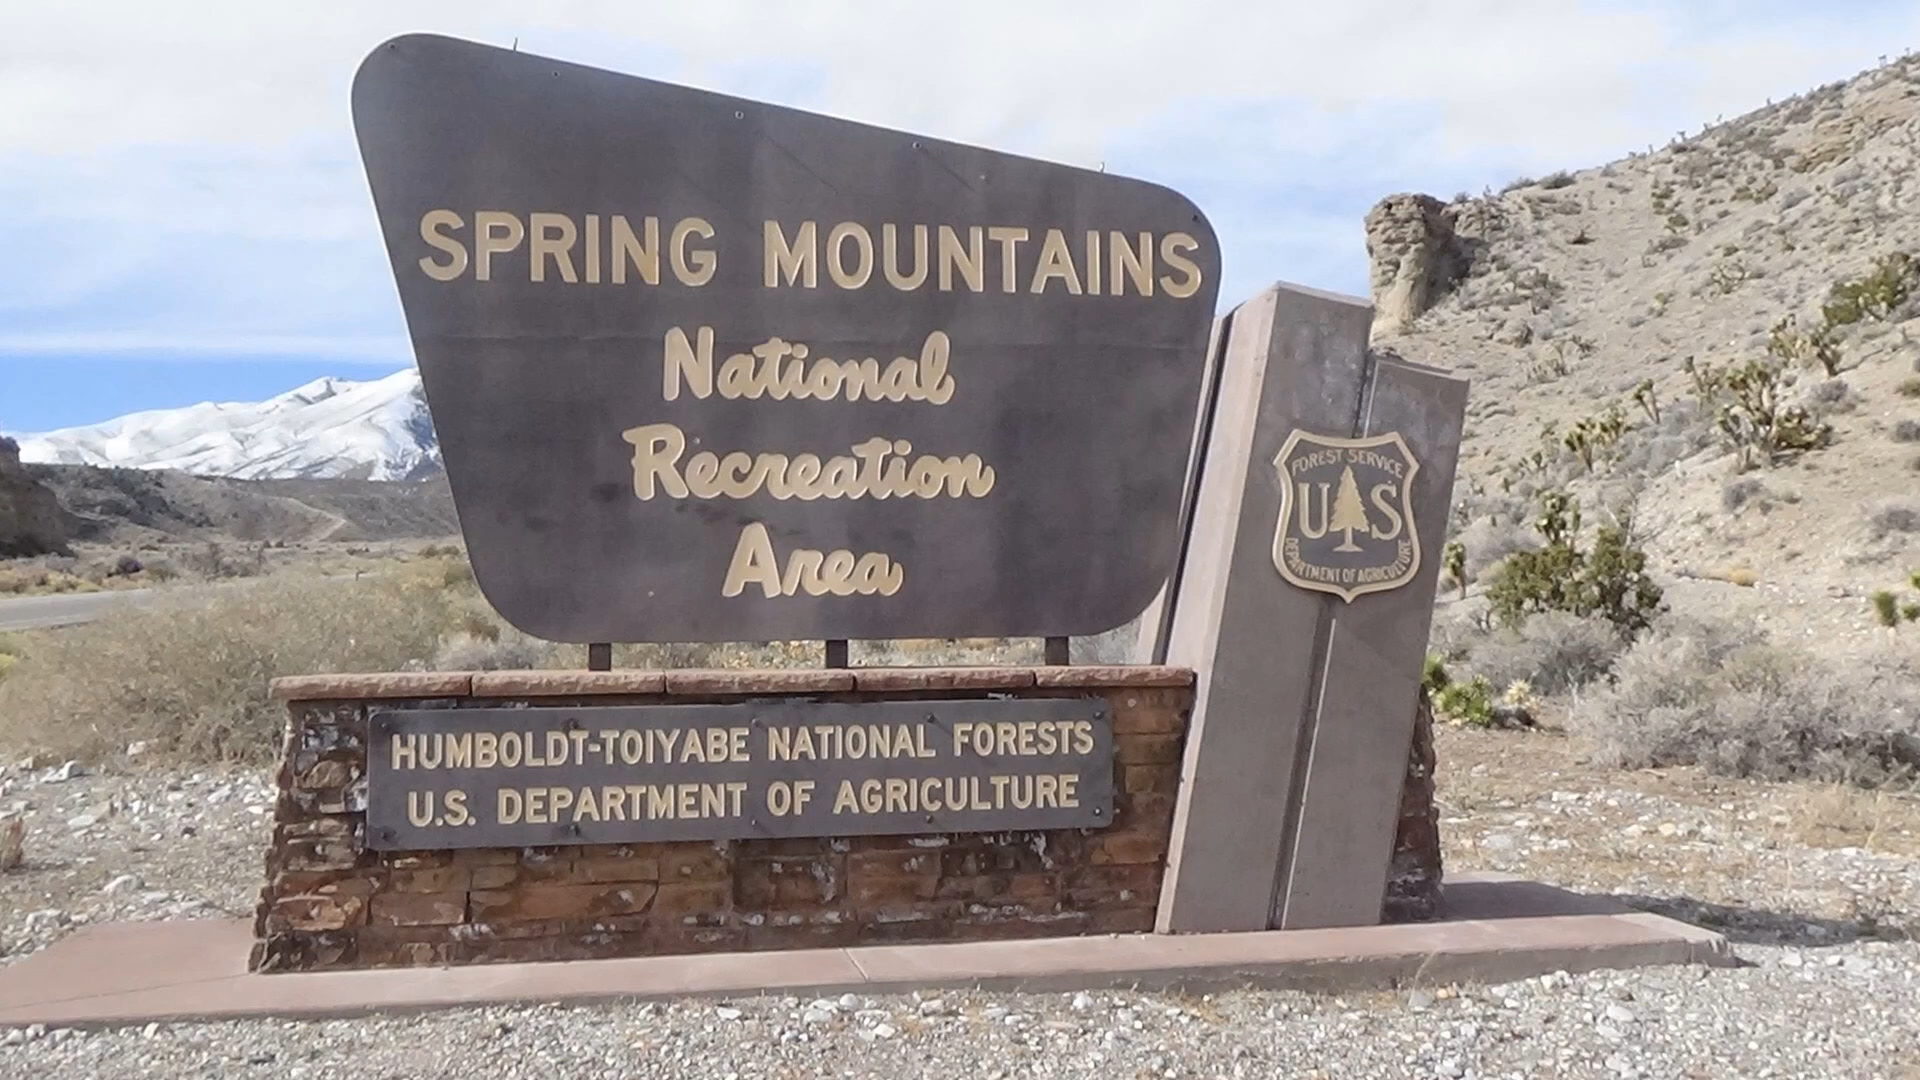 SPRING MOUNTAINS
National
Recreation
Area
FOREST SERVICE
U S
DEPARTMENT OF AGRICULTURE
HUMBOLDT-TOIYABE NATIONAL FORESTS
U.S. DEPARTMENT OF AGRICULTURE